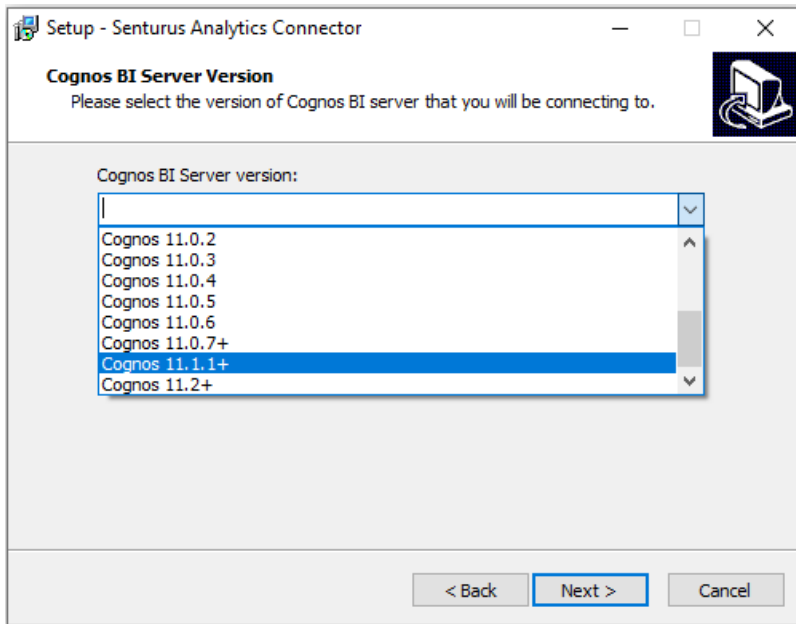 Setup - Senturus Analytics Connector
Cognos BI Server Version
Please select the version of Cognos BI server that you will be connecting to.
Cognos BI Server version:
Cognos 11.0.2
Cognos 11.0.3
Cognos 11.0.4
Cognos 11.0.5
Cognos 11.0.6
Cognos 11.0.7+
Cognos 11.1.1+
Cognos 11.2+
< Back Next > Cancel